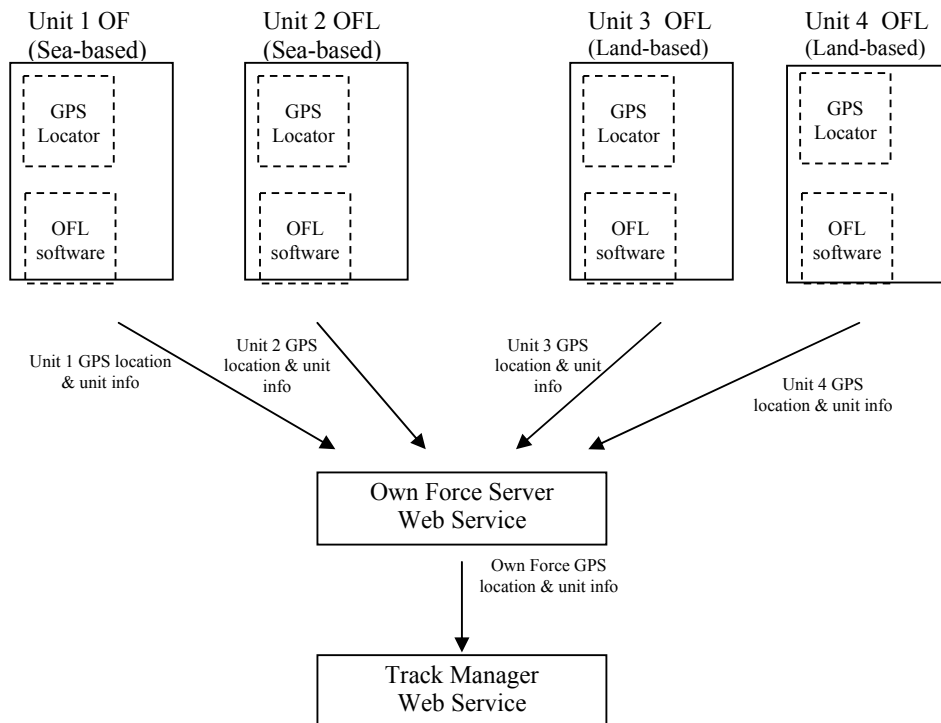 Unit 1 OF
(Sea-based)
Unit 2 OFL
(Sea-based)
Unit 3 OFL
(Land-based)
Unit 4 OFL
(Land-based)
GPS
Locator
GPS
Locator
GPS
Locator
GPS
Locator
OFL
software
OFL
software
OFL
software
OFL
software
Unit 1 GPS location
& unit info
Unit 2 GPS
location & unit
info
Unit 3 GPS
location & unit
info
Unit 4 GPS
location & unit info
Own Force Server
Web Service
Own Force GPS
location & unit info
Track Manager
Web Service